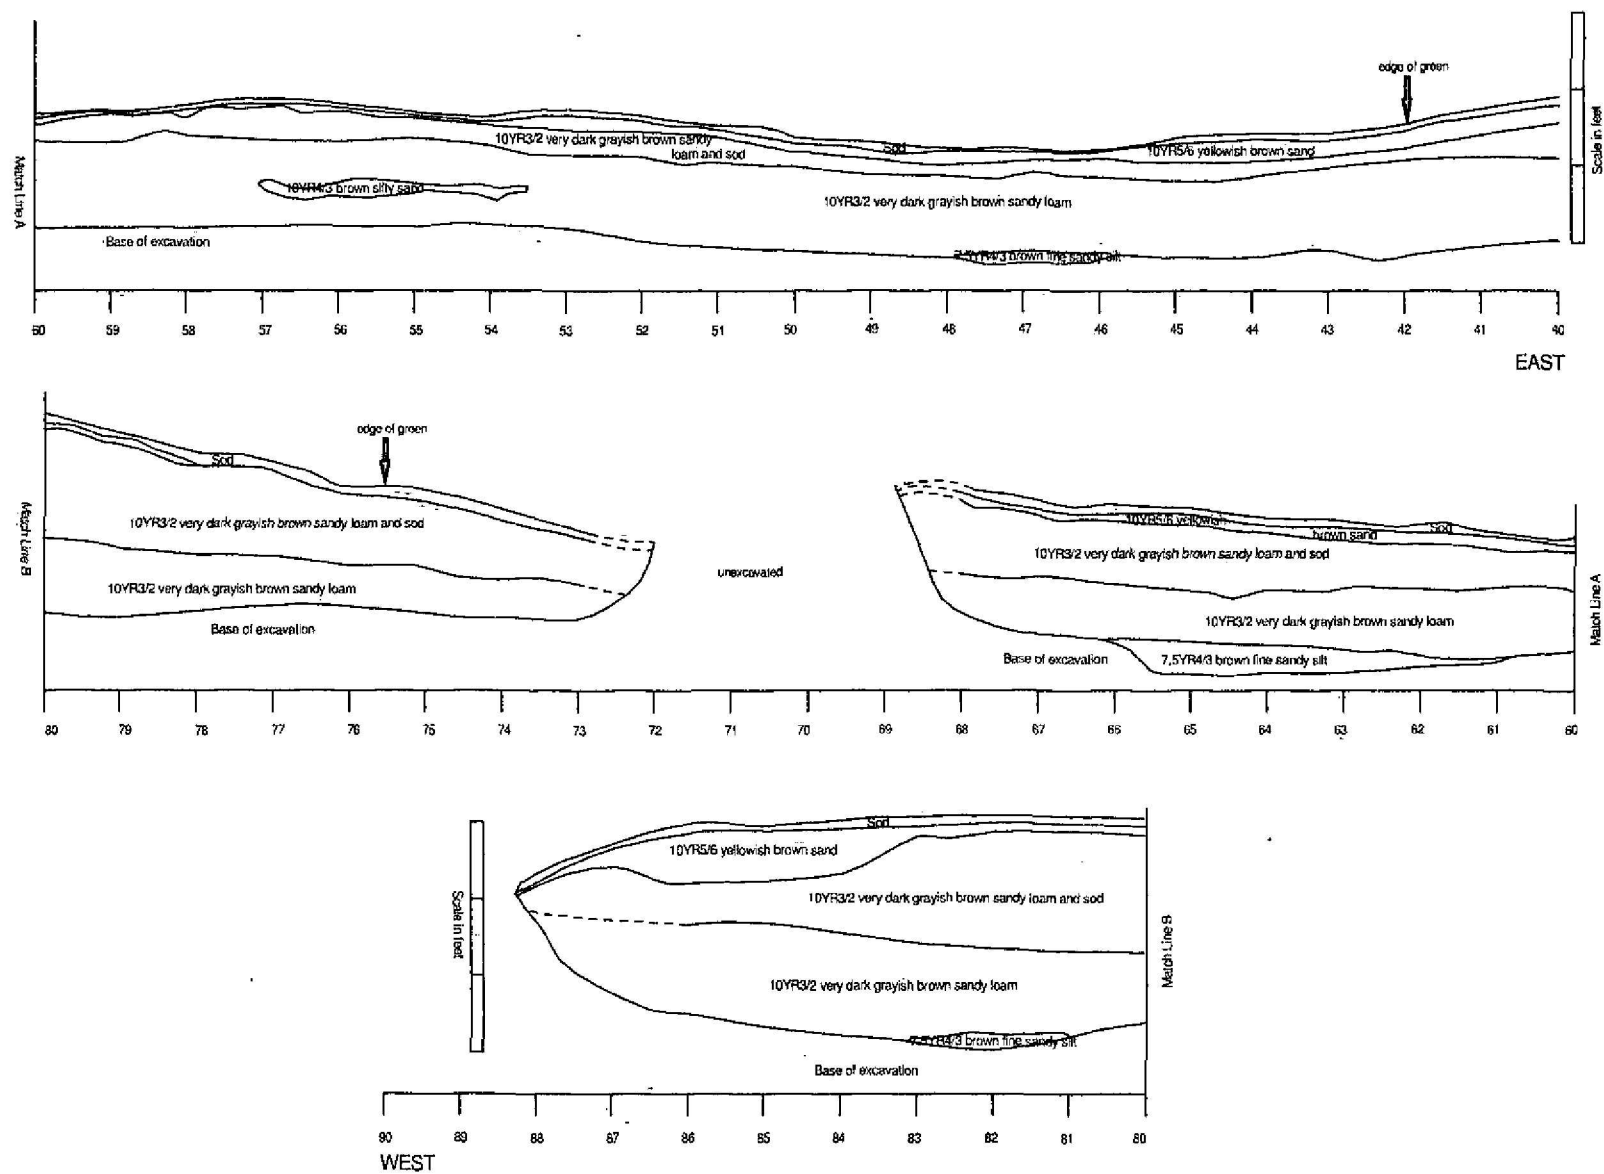 edge of green
Scale in feet
Match Line A
10YR3/2 very dark grayish brown sandy
loam and sod
Sod
10YR5/6 yellowish brown sand
10YR4/3 brown silty sand
10YR3/2 very dark grayish brown sandy loam
Base of excavation
7.5YR4/3 brown fine sandy silt
60 59 58 57 56 55 54 53 52 51 50 49 48 47 46 45 44 43 42 41 40
EAST
edge of green
Sod
Match Line B
10YR3/2 very dark grayish brown sandy loam and sod
10YR3/2 very dark grayish brown sandy loam
Base of excavation
unexcavated
10YR5/6 yellowish
brown sand
Sod
10YR3/2 very dark grayish brown sandy loam and sod
10YR3/2 very dark grayish brown sandy loam
Base of excavation
7.5YR4/3 brown fine sandy silt
Match Line A
80 79 78 77 76 75 74 73 72 71 70 69 68 67 66 65 64 63 62 61 60
Sod
10YR5/6 yellowish brown sand
10YR3/2 very dark grayish brown sandy loam and sod
Scale in feet
Match Line B
10YR3/2 very dark grayish brown sandy loam
7.5YR4/3 brown fine sandy silt
Base of excavation
90 89 88 87 86 85 84 83 82 81 80
WEST